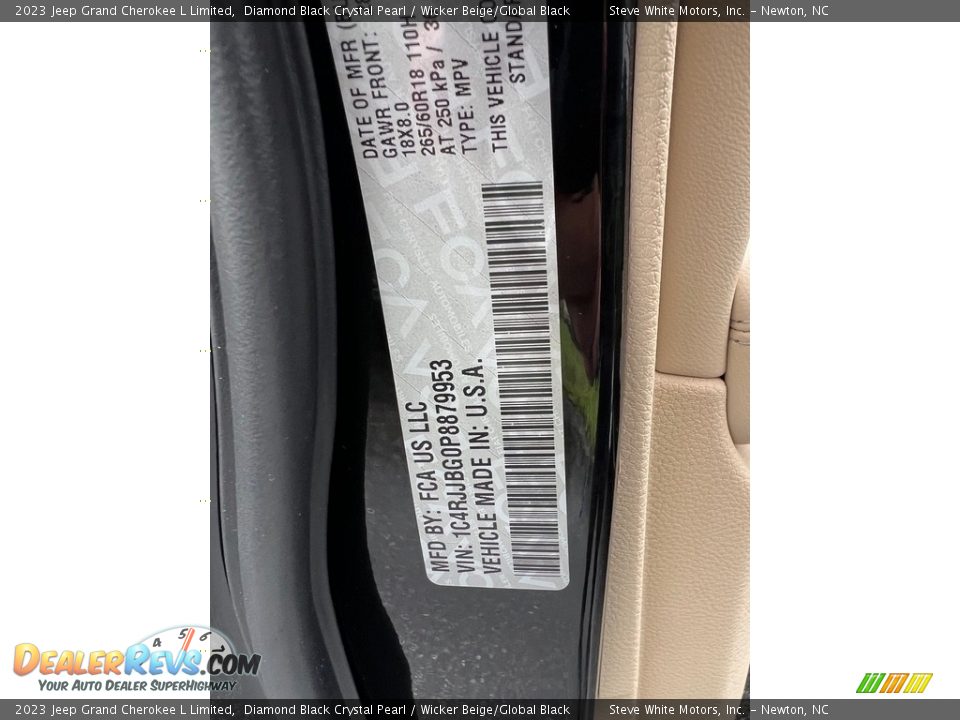 2023 Jeep Grand Cherokee L Limited, Diamond Black Crystal Pearl / Wicker Beige/Global Black Steve White Motors, Inc. – Newton, NC
DATE OF MFR
GAWR FRONT:
18X8.0
265/60R18 110H
AT 250 kPa /
TYPE: MPV
THIS VEHICLE
STAND
MFD BY: FCA US LLC
VIN: 1C4RJJBG0P8879953
VEHICLE MADE IN: U.S.A.
4 5 6
DealerRevs.com
Your Auto Dealer SuperHighway
2023 Jeep Grand Cherokee L Limited, Diamond Black Crystal Pearl / Wicker Beige/Global Black Steve White Motors, Inc. – Newton, NC